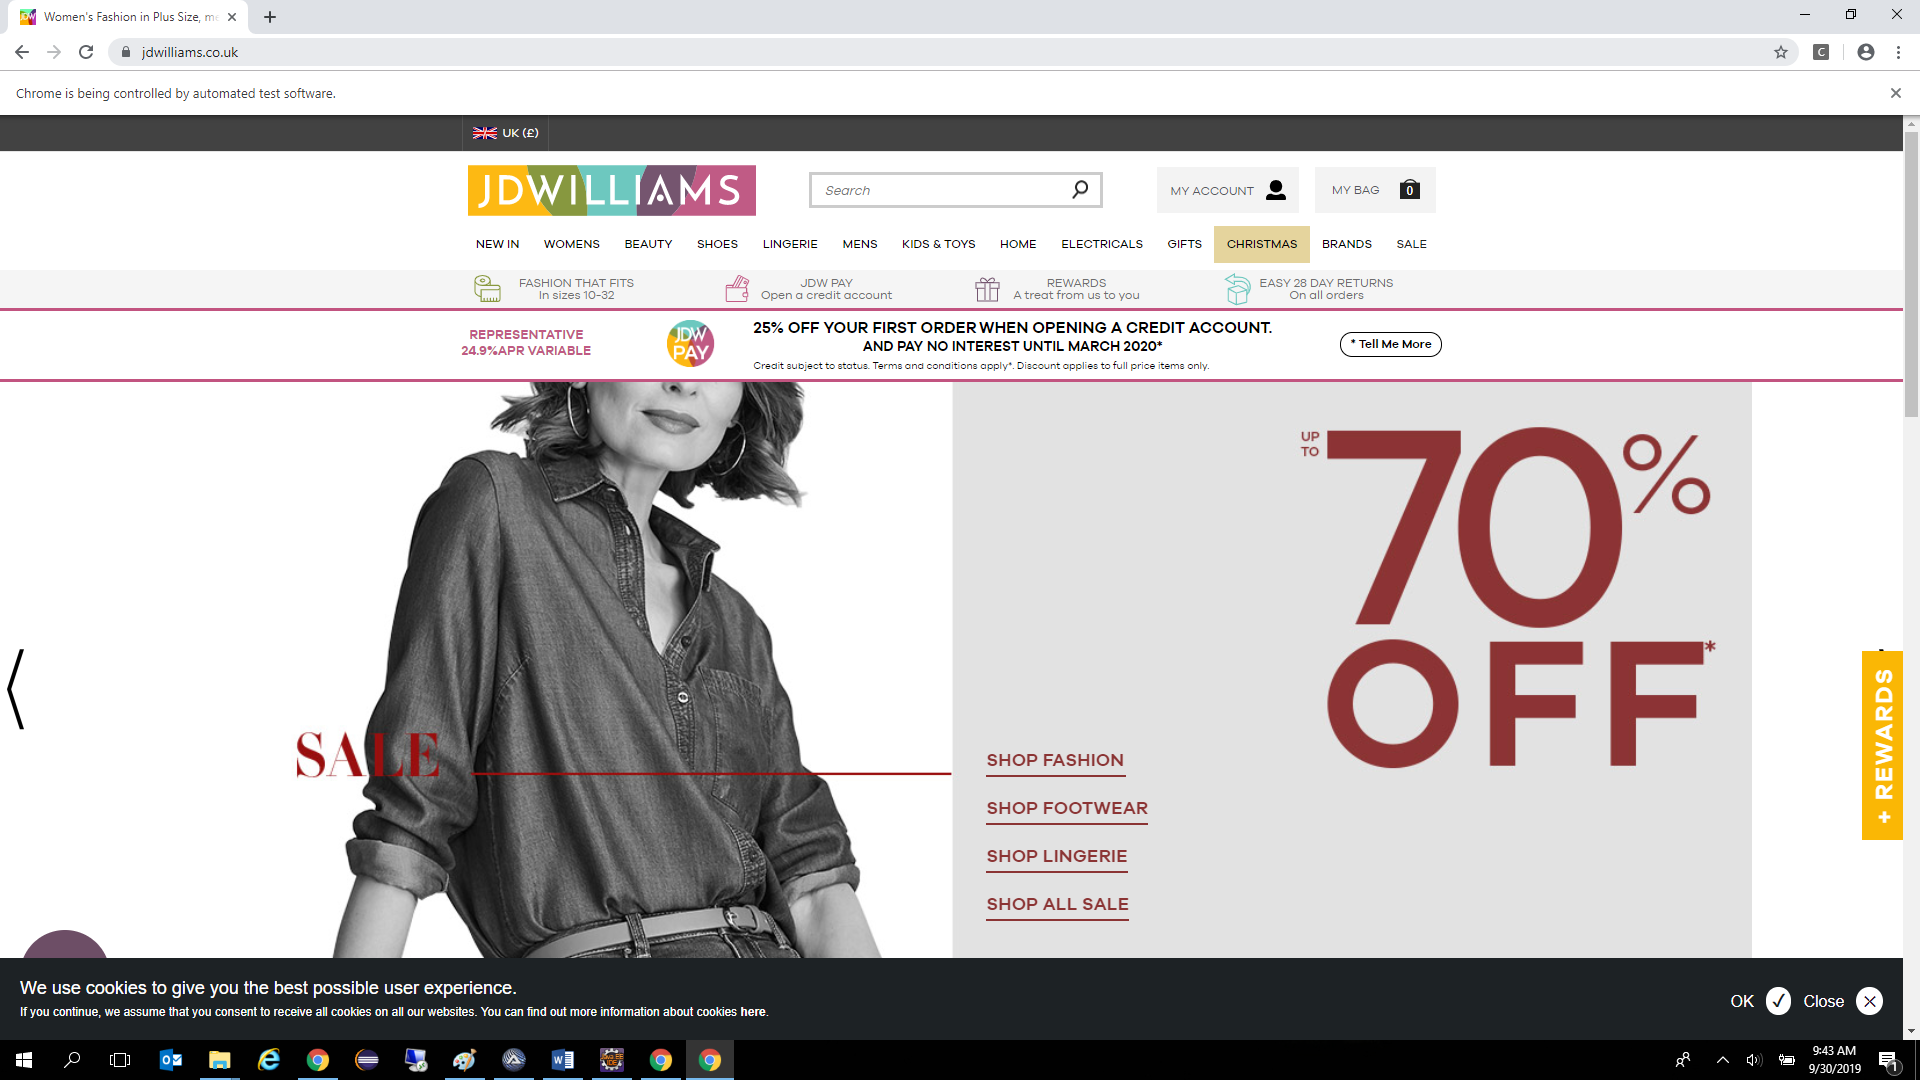 Women's Fashion in Plus Size, me
jdwilliams.co.uk
C
Chrome is being controlled by automated test software.
UK (£)
JDWILLIAMS
Search
MY ACCOUNT
MY BAG 0
NEW IN WOMENS BEAUTY SHOES LINGERIE MENS KIDS & TOYS HOME ELECTRICALS GIFTS CHRISTMAS BRANDS SALE
FASHION THAT FITS
In sizes 10-32
JDW PAY
Open a credit account
REWARDS
A treat from us to you
EASY 28 DAY RETURNS
On all orders
REPRESENTATIVE
24.9%APR VARIABLE
JDW
PAY
25% OFF YOUR FIRST ORDER WHEN OPENING A CREDIT ACCOUNT.
AND PAY NO INTEREST UNTIL MARCH 2020*
Credit subject to status. Terms and conditions apply*. Discount applies to full price items only.
* Tell Me More
UP
TO
70%
OFF*
SALE
SHOP FASHION
SHOP FOOTWEAR
SHOP LINGERIE
SHOP ALL SALE
+ REWARDS
We use cookies to give you the best possible user experience.
If you continue, we assume that you consent to receive all cookies on all our websites. You can find out more information about cookies here.
OK
Close
9:43 AM
9/30/2019
1